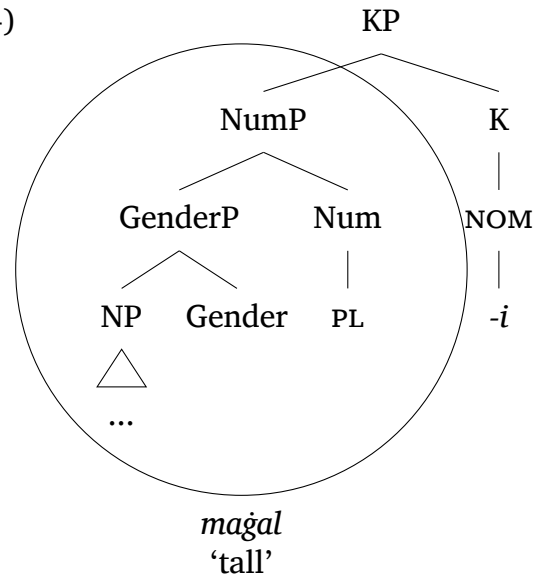 )
KP
NumP K
GenderP Num NOM
NP Gender PL -i
...
maġal
‘tall’